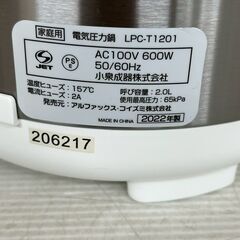 家庭用 電気圧力鍋 LPC-T1201
AC100V 600W
50/60Hz
小泉成器株式会社
JET
PS E
温度ヒューズ：157℃ 呼び容量：2.0L
電流ヒューズ：2A 使用最高圧力：65kPa
発売元：アルファックス・コイズミ株式会社
2022年製
206217